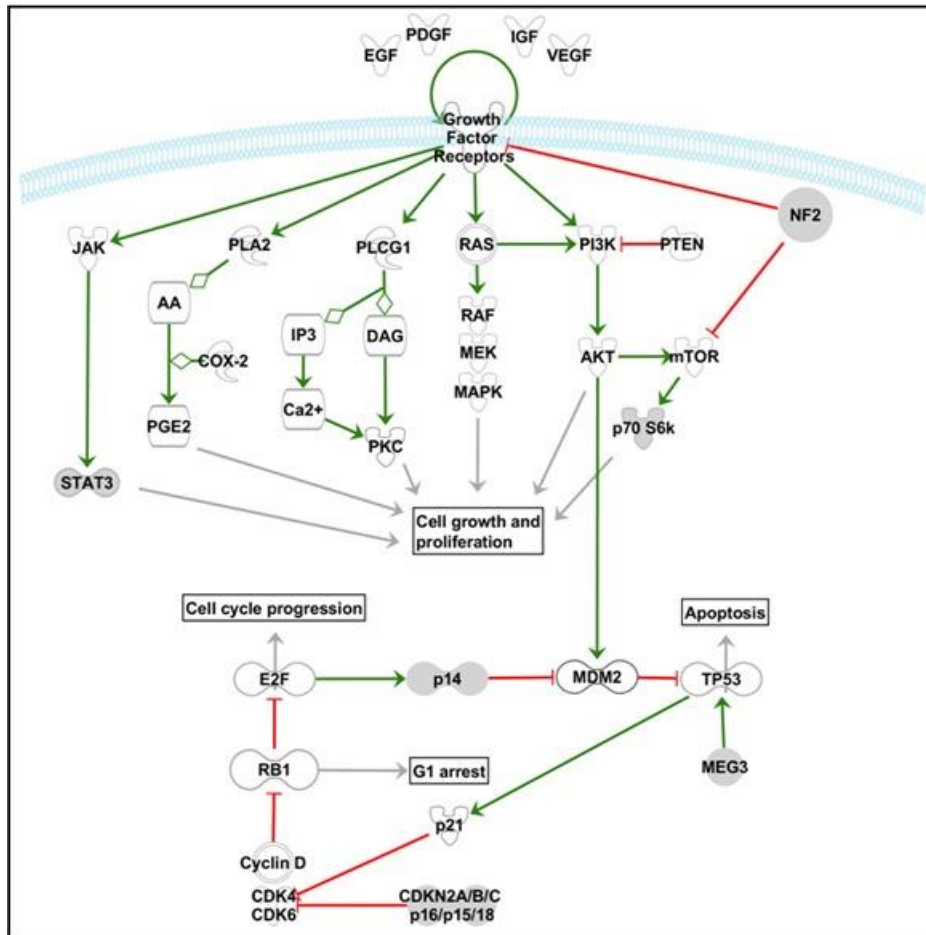 PDGF
IGF
EGF
VEGF
Growth
Factor
Receptors
NF2
JAK
PLA2
PLCG1
RAS
PI3K
PTEN
AA
IP3
DAG
RAF
COX-2
MEK
AKT
mTOR
MAPK
Ca2+
PGE2
PKC
p70 S6k
STAT3
Cell growth and
proliferation
Cell cycle progression
Apoptosis
E2F
p14
MDM2
TP53
RB1
G1 arrest
MEG3
p21
Cyclin D
CDK4
CDK6
CDKN2A/B/C
p16/p15/18